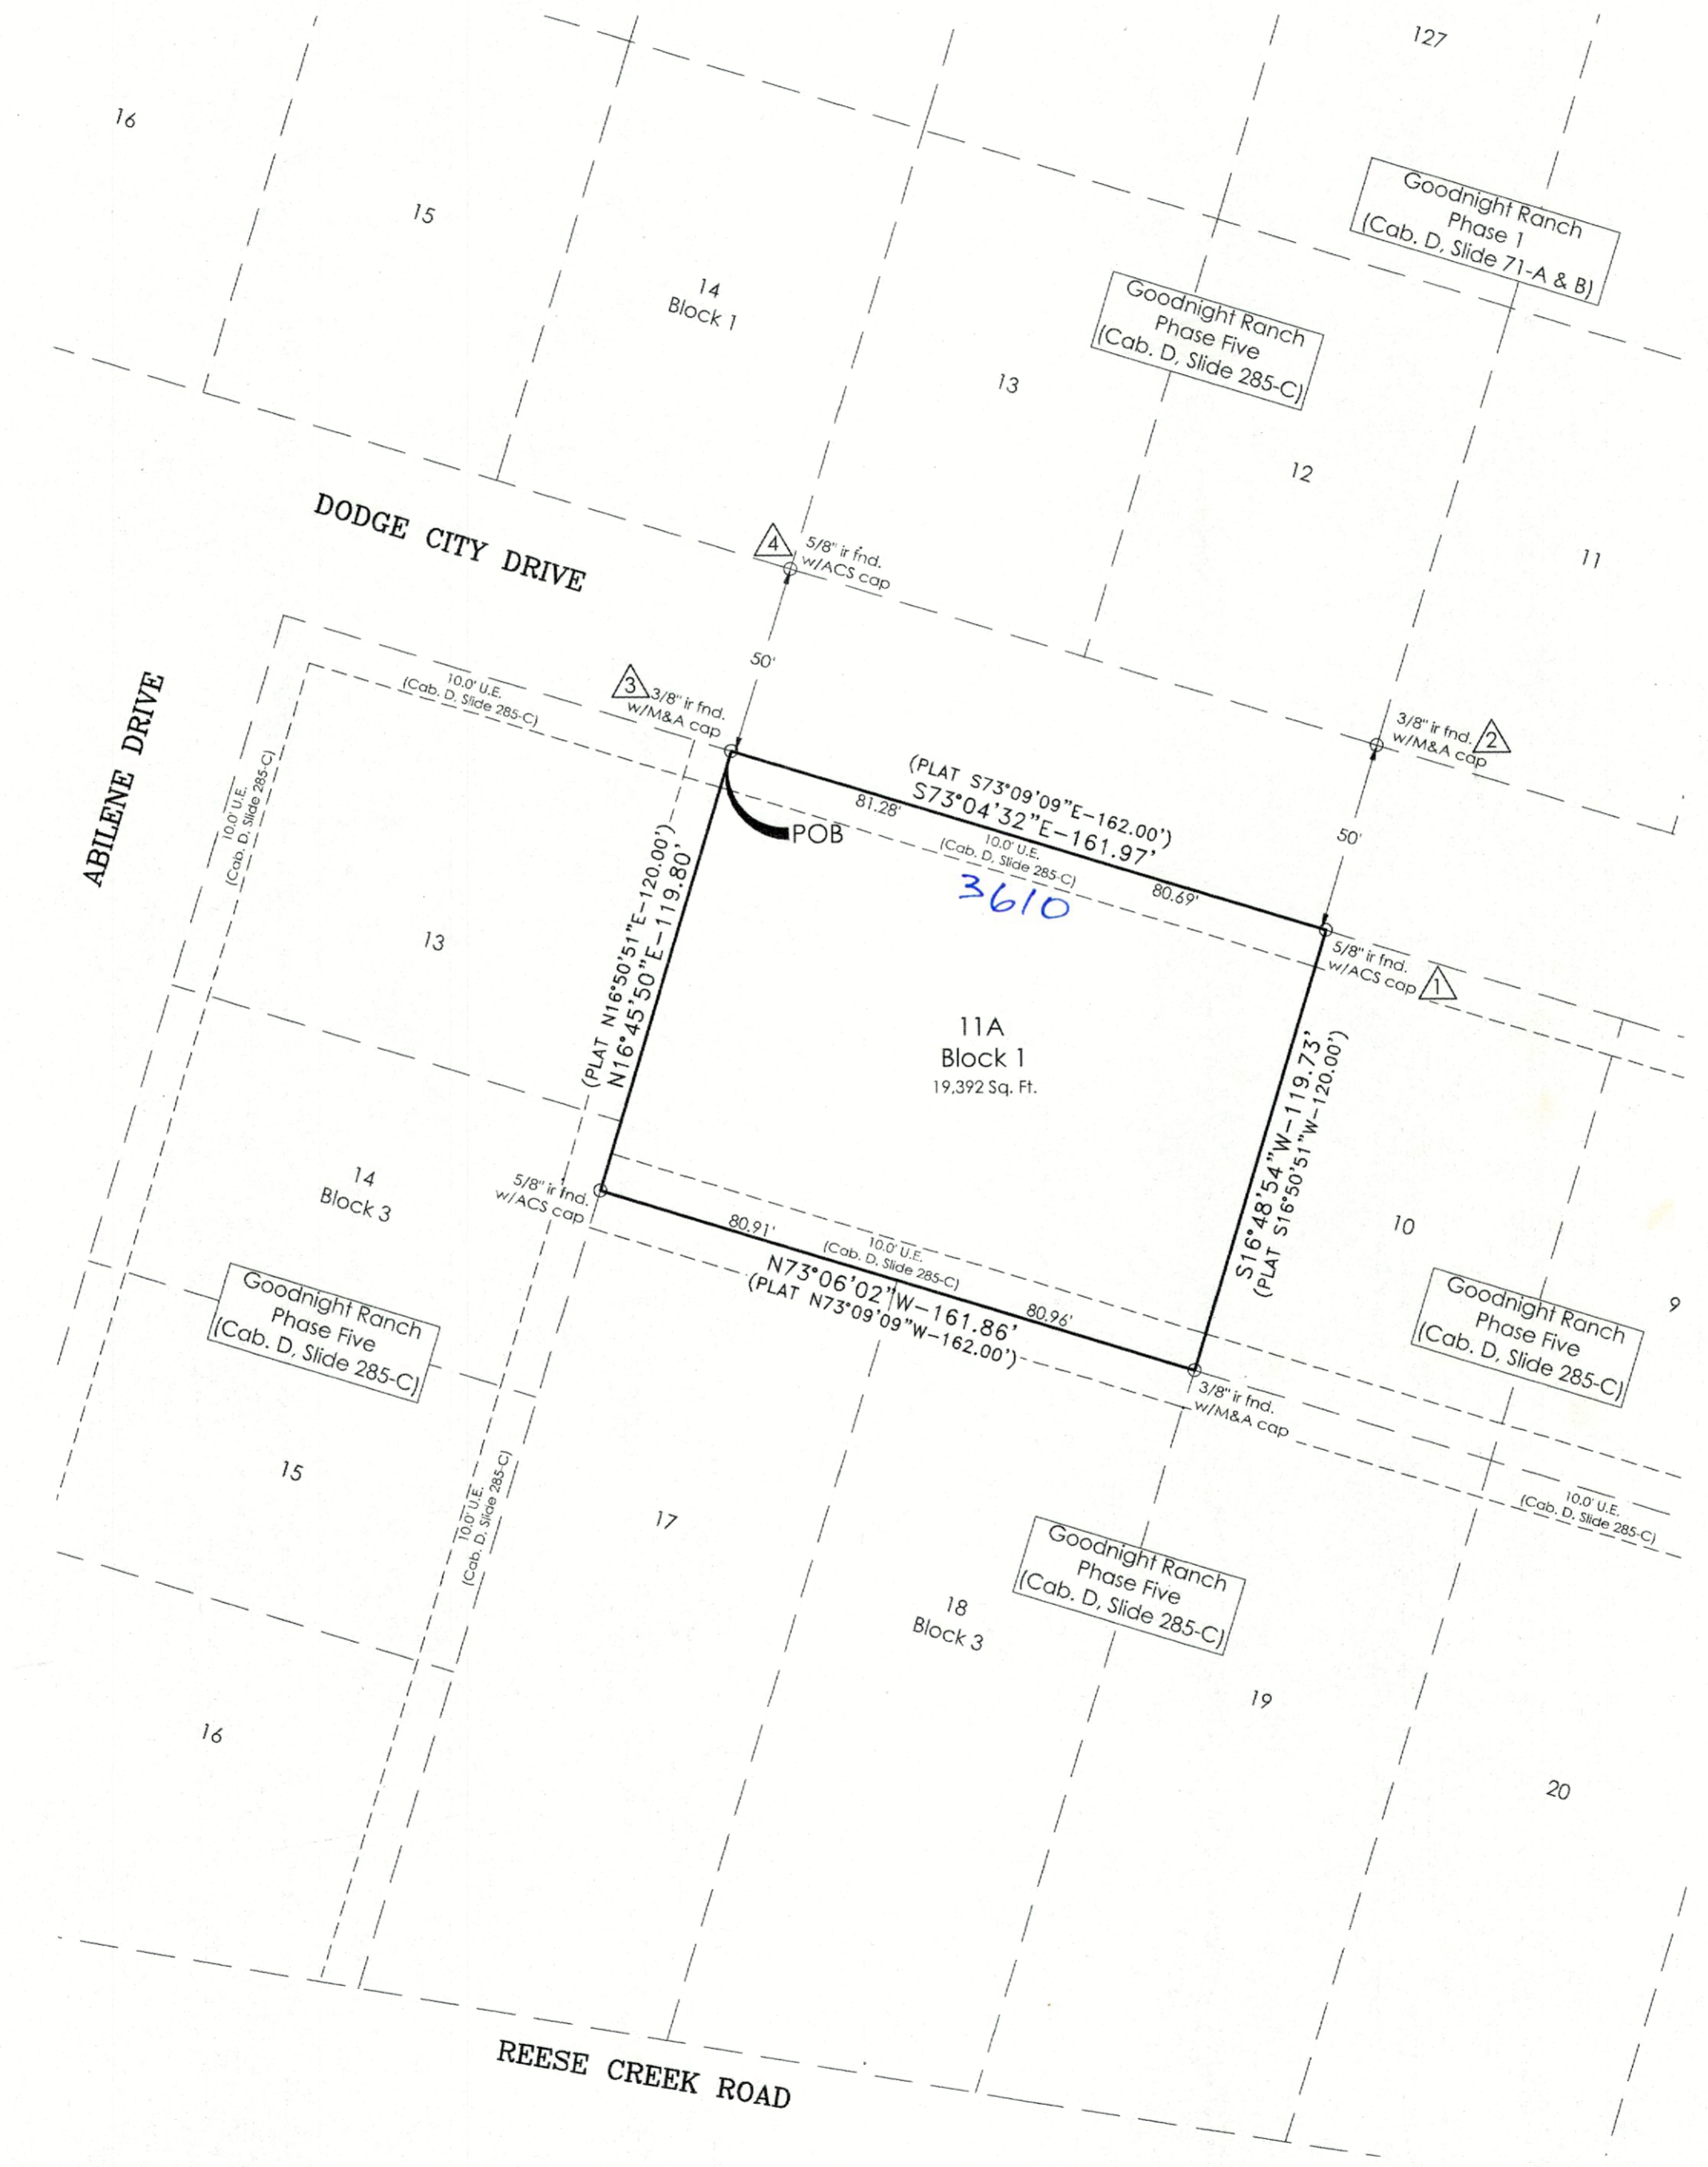 127
16
Goodnight Ranch
Phase 1
(Cab. D, Slide 71-A & B)
15
14
Block 1
Goodnight Ranch
Phase Five
(Cab. D, Slide 285-C)
13
12
11
DODGE CITY DRIVE
4
5/8" ir fnd.
w/ACS cap
50'
ABILENE DRIVE
10.0' U.E.
(Cab. D, Slide 285-C)
3
3/8" ir fnd.
w/M&A cap
3/8" ir fnd.
w/M&A cap
2
10.0' U.E.
(Cab. D, Slide 285-C)
(PLAT S73°09'09"E-162.00')
S73°04'32"E-161.97'
81.28'
POB
10.0' U.E.
(Cab. D, Slide 285-C)
80.69'
50'
3610
5/8" ir fnd.
w/ACS cap
1
(PLAT N16°50'51"E-120.00')
N16°45'50"E-119.80'
13
11A
Block 1
19,392 Sq. Ft.
S16°48'54"W-119.73'
(PLAT S16°50'51"W-120.00')
14
Block 3
5/8" ir fnd.
w/ACS cap
80.91'
10.0' U.E.
(Cab. D, Slide 285-C)
N73°06'02"W-161.86'
(PLAT N73°09'09"W-162.00')
80.96'
10
9
Goodnight Ranch
Phase Five
(Cab. D, Slide 285-C)
Goodnight Ranch
Phase Five
(Cab. D, Slide 285-C)
3/8" ir fnd.
w/M&A cap
15
10.0' U.E.
(Cab. D, Slide 285-C)
17
10.0' U.E.
(Cab. D, Slide 285-C)
Goodnight Ranch
Phase Five
(Cab. D, Slide 285-C)
18
Block 3
19
16
20
REESE CREEK ROAD